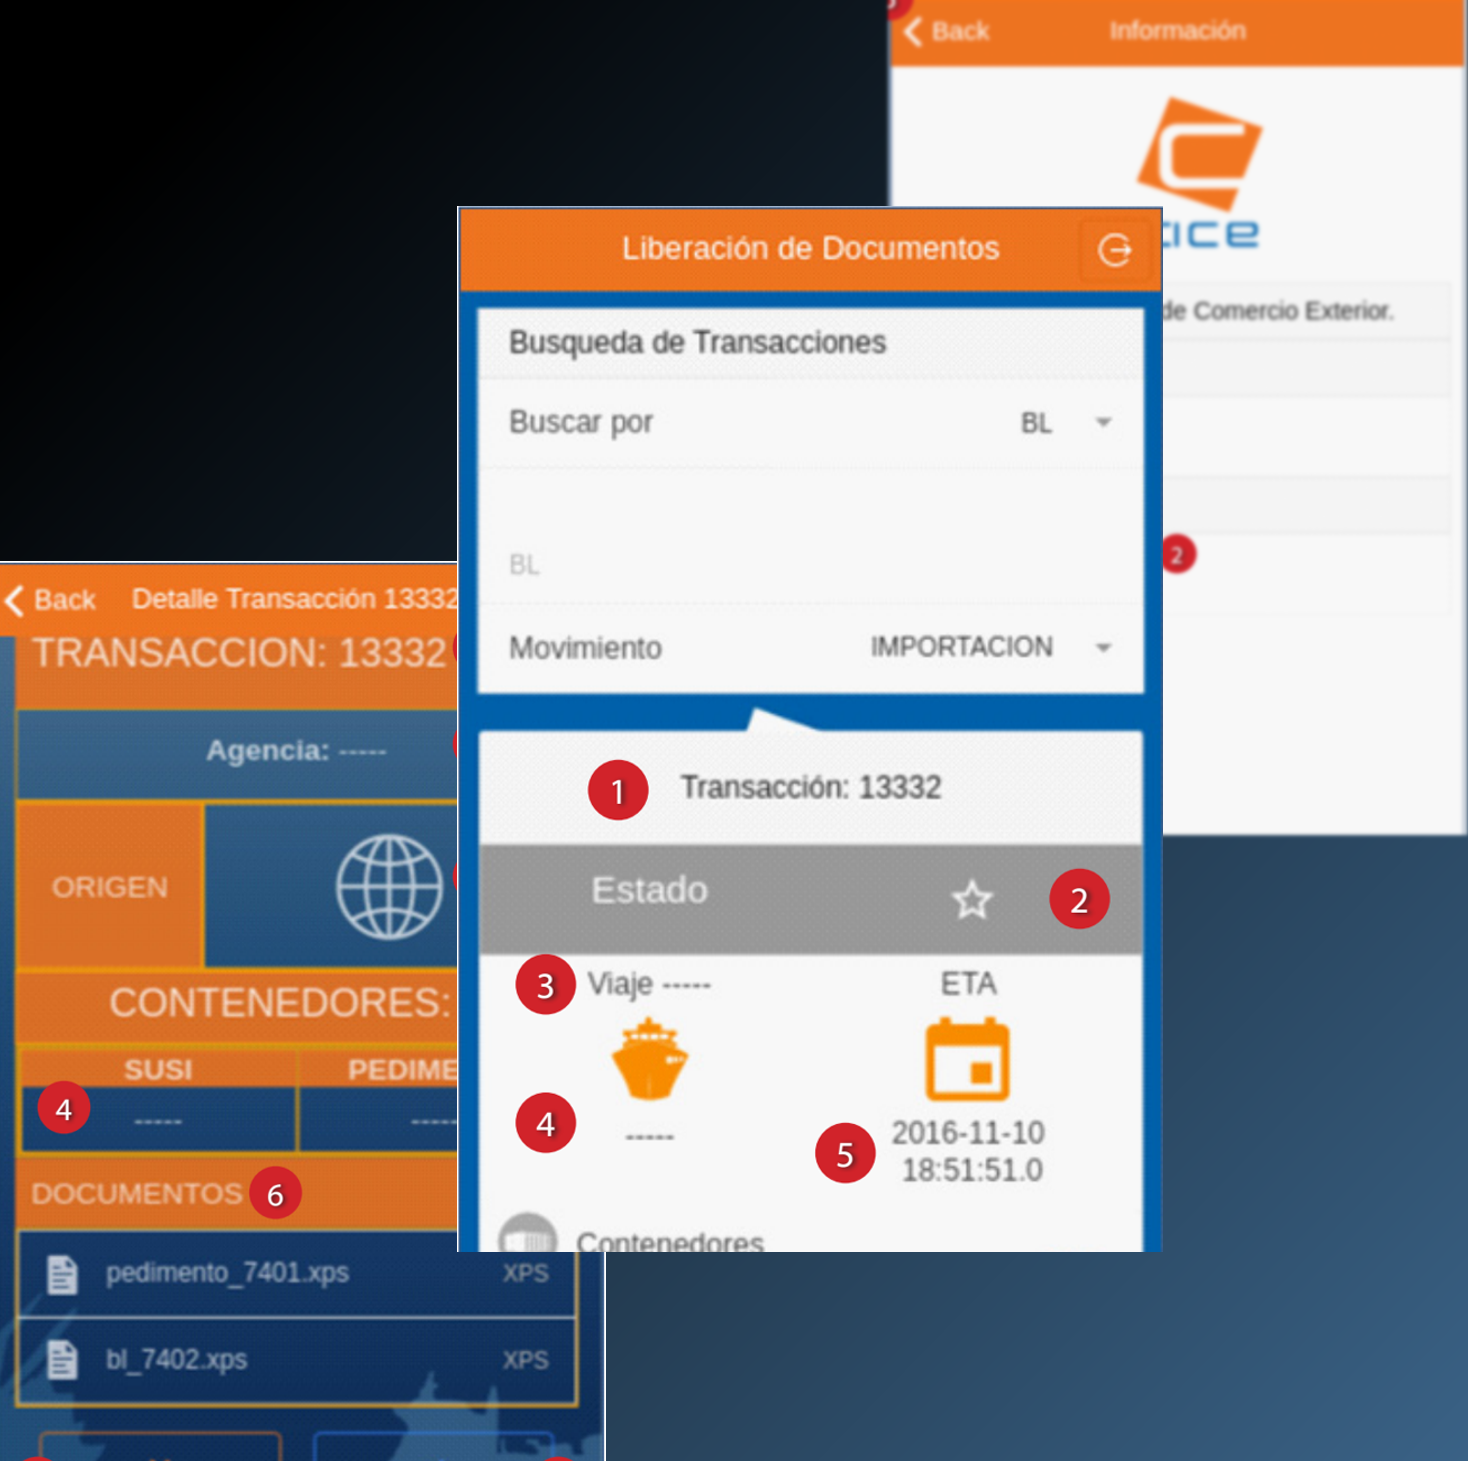 Back Información
ice
de Comercio Exterior.
2
Liberación de Documentos
Busqueda de Transacciones
Buscar por BL
BL
Movimiento IMPORTACION
1 Transacción: 13332
Estado 2
3 Viaje ----- ETA
4 -----
5 2016-11-10
18:51:51.0
Contenedores
Back Detalle Transacción 13332
TRANSACCION: 13332
Agencia: -----
ORIGEN
CONTENEDORES:
SUSI PEDIME
4 ----- -----
DOCUMENTOS 6
pedimento_7401.xps XPS
bl_7402.xps XPS